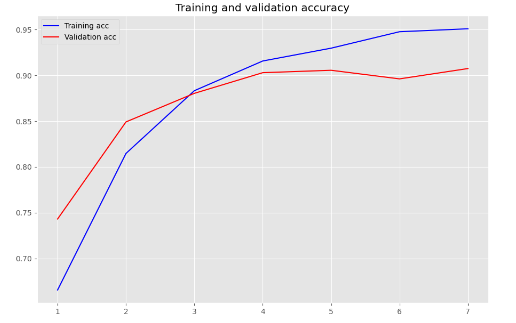 Training and validation accuracy
Training acc
Validation acc
0.95
0.90
0.85
0.80
0.75
0.70
1 2 3 4 5 6 7